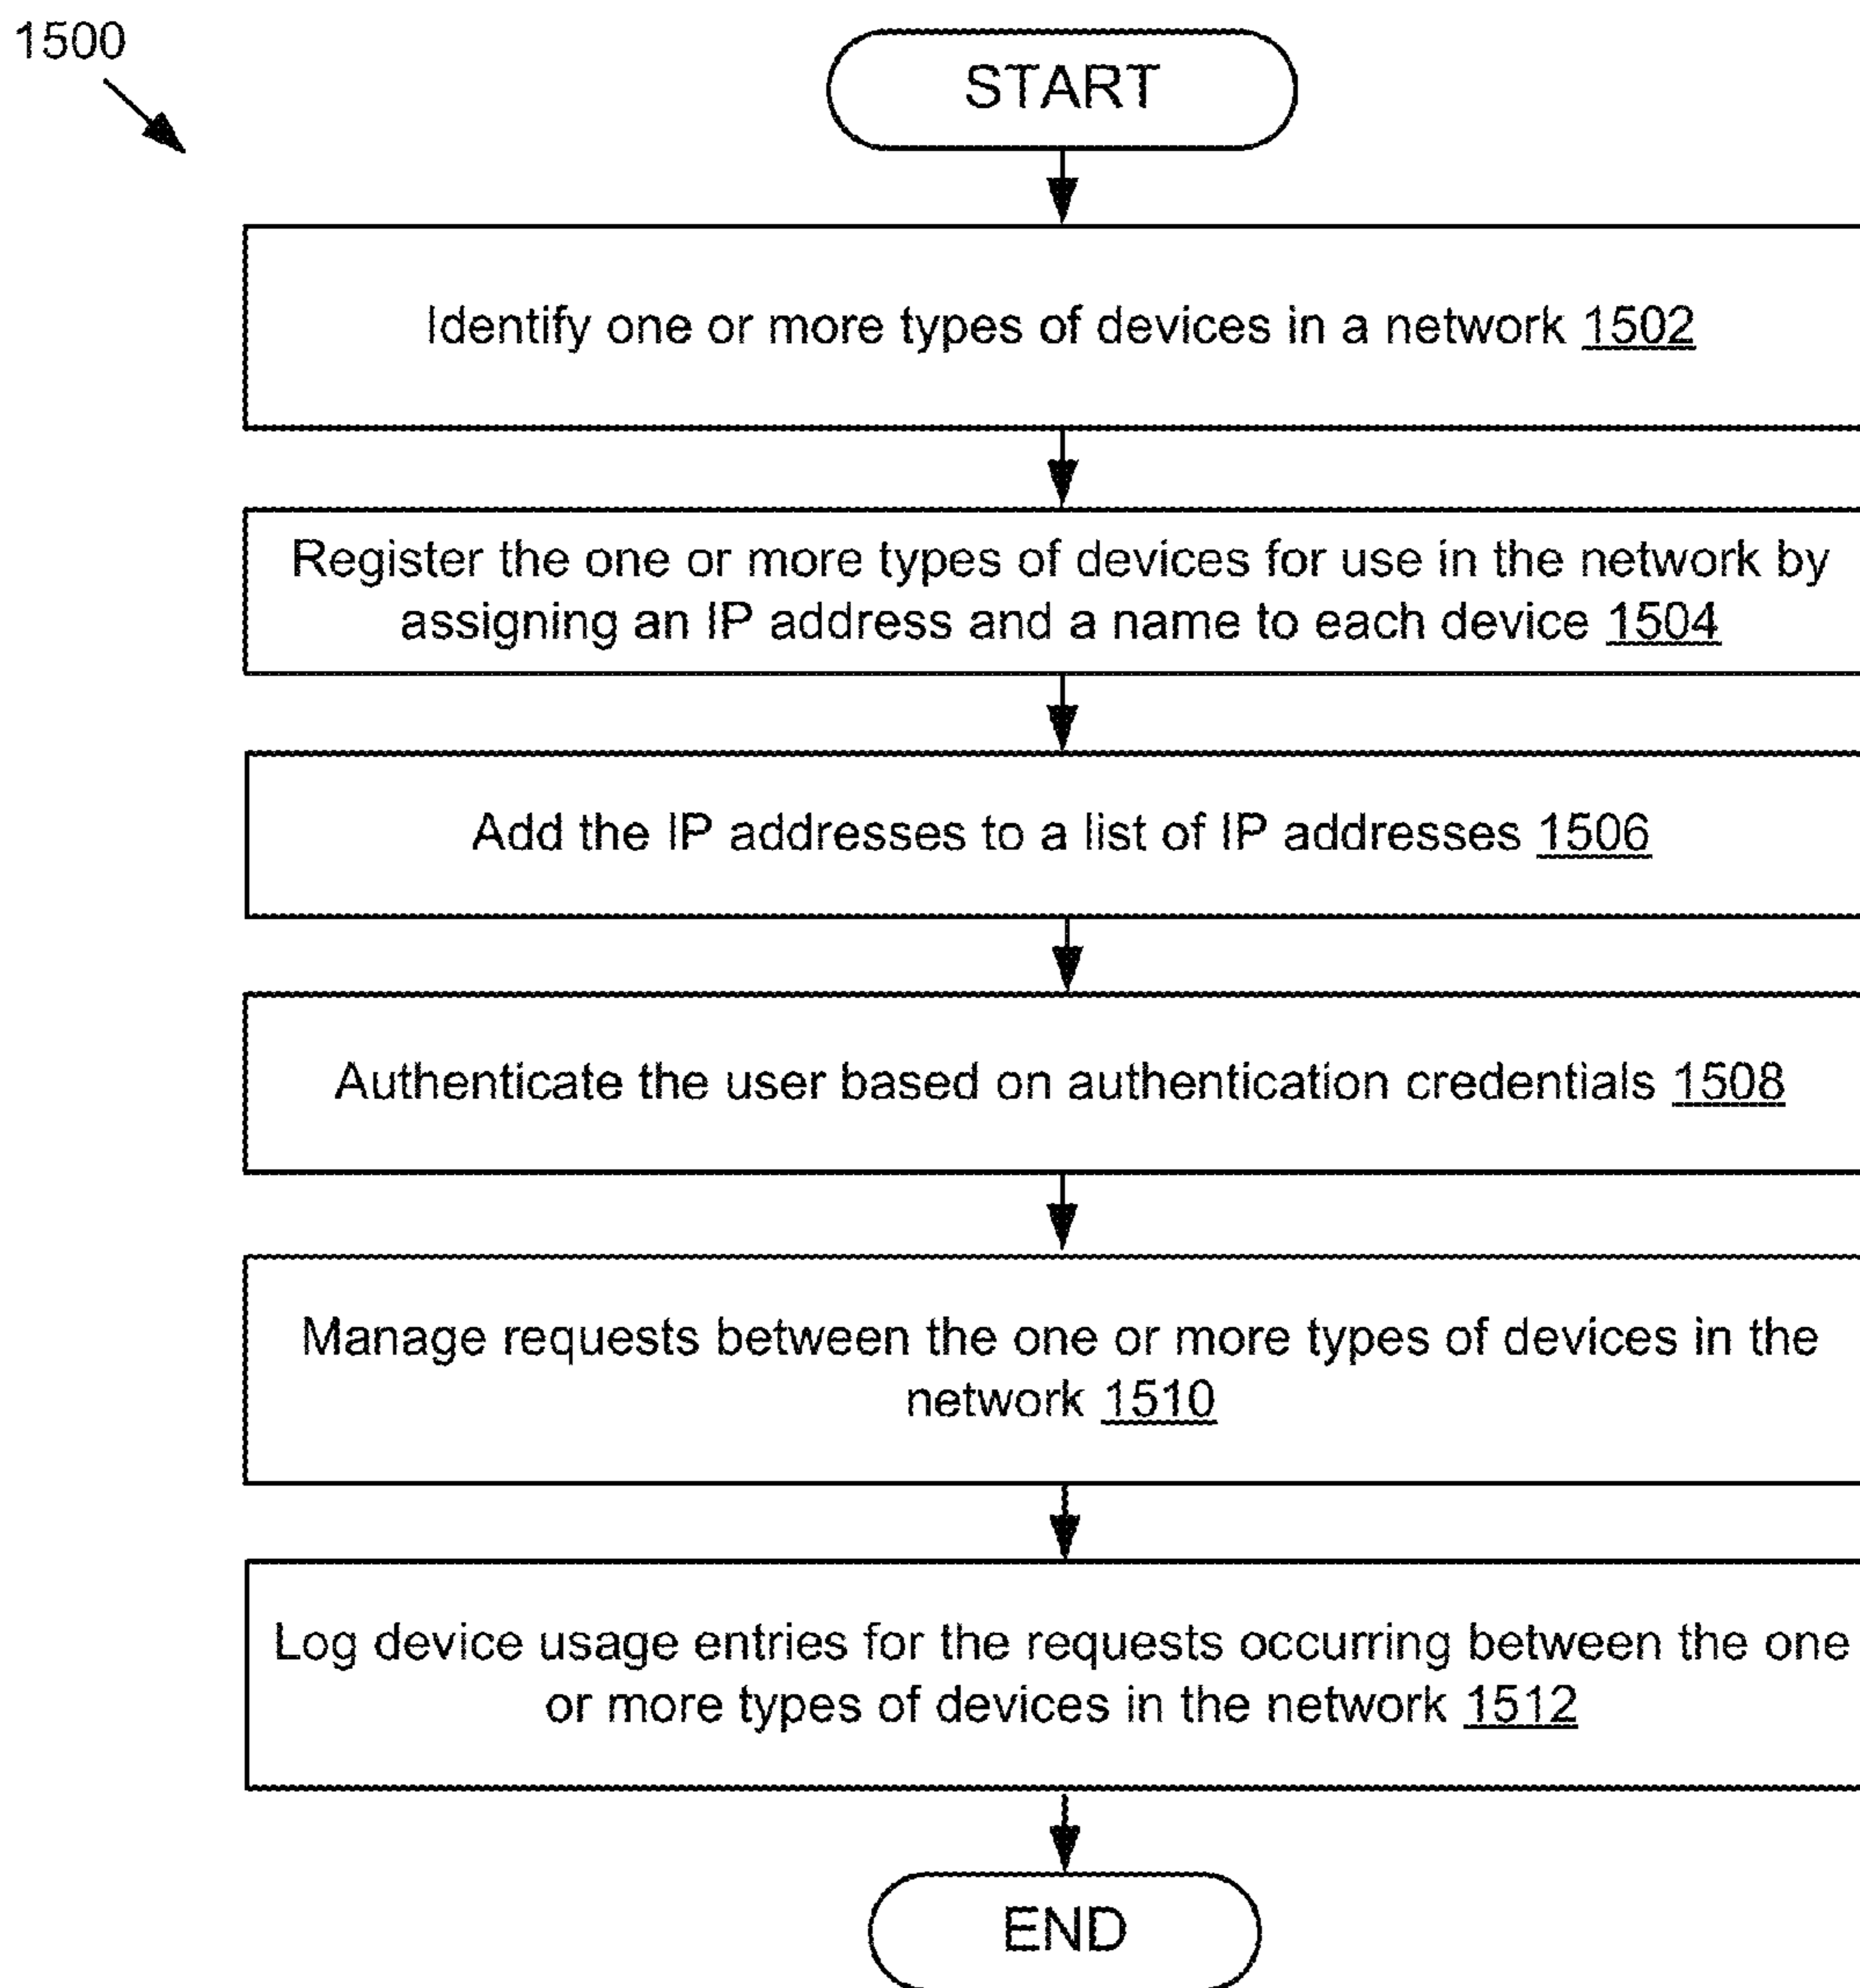 1500
START
Identify one or more types of devices in a network 1502
Register the one or more types of devices for use in the network by
assigning an IP address and a name to each device 1504
Add the IP addresses to a list of IP addresses 1506
Authenticate the user based on authentication credentials 1508
Manage requests between the one or more types of devices in the
network 1510
Log device usage entries for the requests occurring between the one
or more types of devices in the network 1512
END